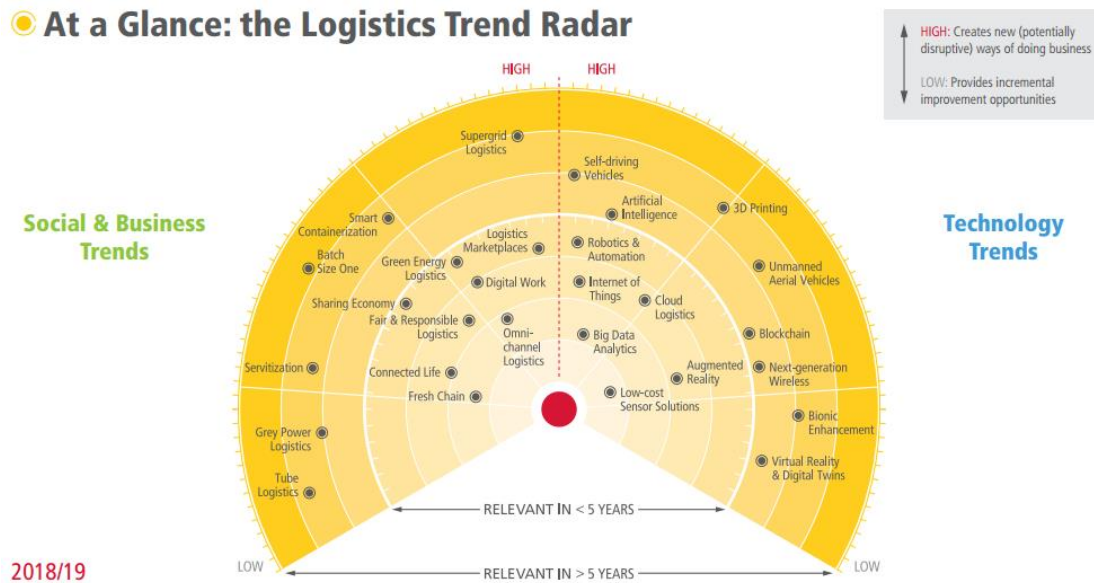 At a Glance: the Logistics Trend Radar
HIGH: Creates new (potentially
disruptive) ways of doing business
LOW: Provides incremental
improvement opportunities
HIGH
HIGH
Social & Business
Trends
Technology
Trends
Supergrid
Logistics
Self-driving
Vehicles
Smart
Containerization
Artificial
Intelligence
3D Printing
Logistics
Marketplaces
Robotics &
Automation
Batch
Size One
Green Energy
Logistics
Unmanned
Aerial Vehicles
Digital Work
Internet of
Things
Cloud
Logistics
Sharing Economy
Fair & Responsible
Logistics
Omni-
channel
Logistics
Big Data
Analytics
Blockchain
Servitization
Connected Life
Augmented
Reality
Next-generation
Wireless
Fresh Chain
Low-cost
Sensor Solutions
Bionic
Enhancement
Grey Power
Logistics
Virtual Reality
& Digital Twins
Tube
Logistics
RELEVANT IN < 5 YEARS
LOW
LOW
RELEVANT IN > 5 YEARS
2018/19